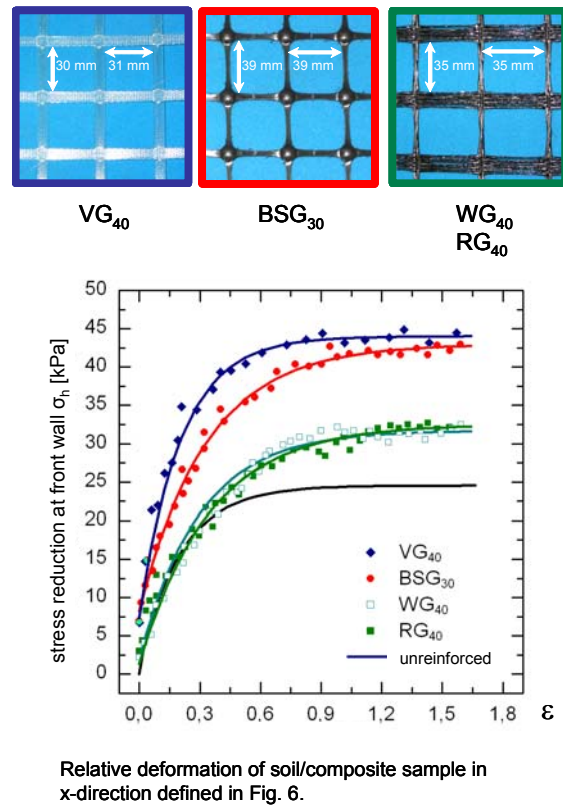 30 mm
31 mm
39 mm
39 mm
35 mm
35 mm
VG40
BSG30
WG40
RG40
stress reduction at front wall σh [kPa]
50
45
40
35
30
25
20
15
10
5
0
0,0 0,3 0,6 0,9 1,2 1,5 1,8 ε
VG40
BSG30
WG40
RG40
unreinforced
Relative deformation of soil/composite sample in
x-direction defined in Fig. 6.